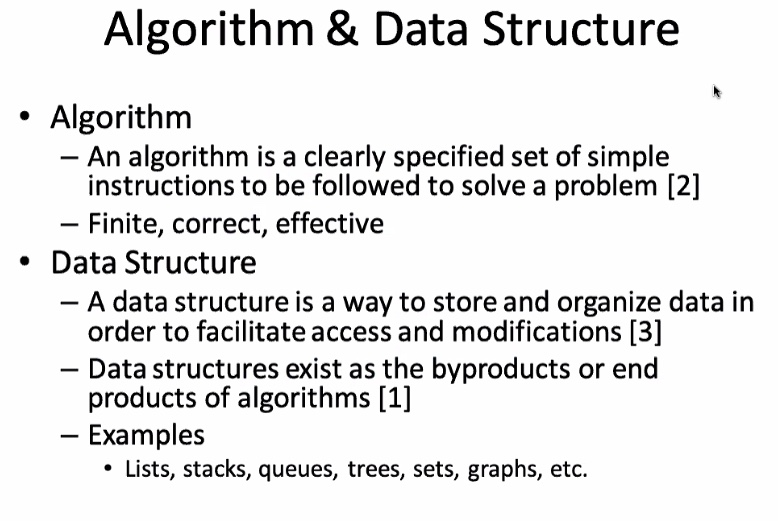 Algorithm & Data Structure
• Algorithm
– An algorithm is a clearly specified set of simple
instructions to be followed to solve a problem [2]
– Finite, correct, effective
• Data Structure
– A data structure is a way to store and organize data in
order to facilitate access and modifications [3]
– Data structures exist as the byproducts or end
products of algorithms [1]
– Examples
• Lists, stacks, queues, trees, sets, graphs, etc.